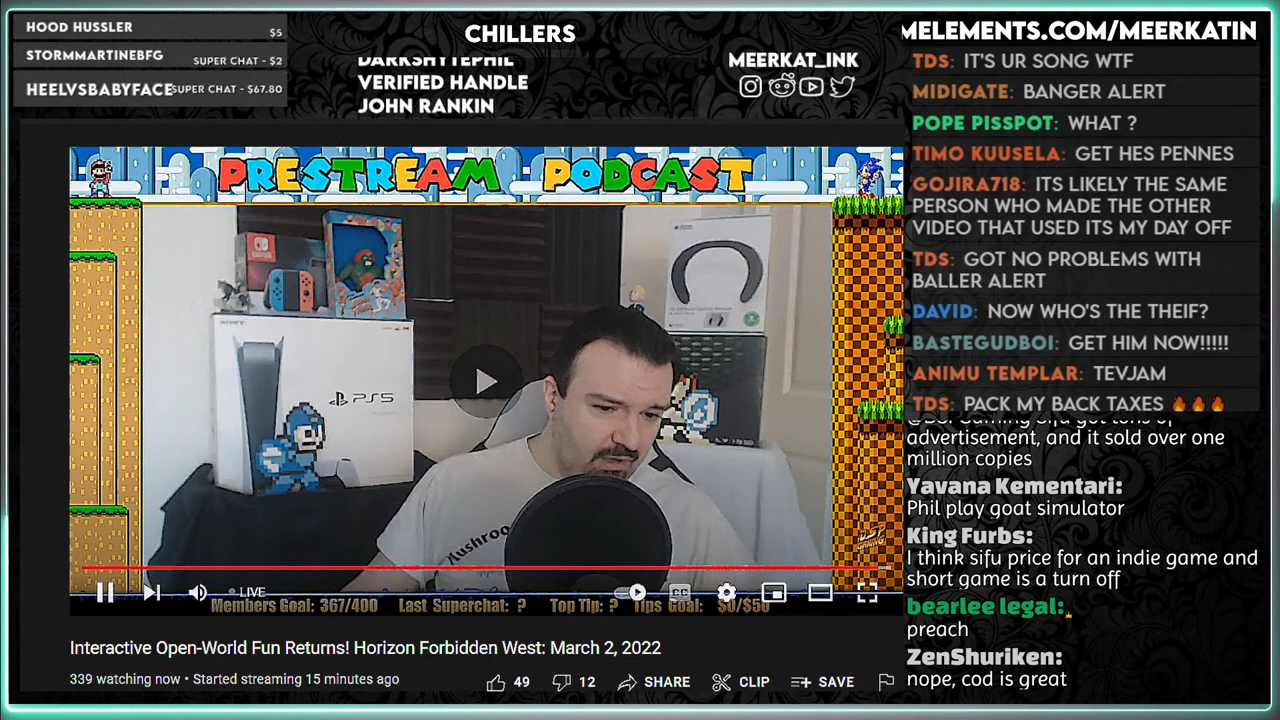 HOOD HUSSLER $5
STORMMARTINEBFG SUPER CHAT - $2
HEELVSBABYFACE SUPER CHAT - $67.80
CHILLERS
DARKSHYTEPHIL
VERIFIED HANDLE
JOHN RANKIN
MEERKAT_INK
MELEMENTS.COM/MEERKATIN
TDS: IT'S UR SONG WTF
MIDIGATE: BANGER ALERT
POPE PISSPOT: WHAT ?
TIMO KUUSELA: GET HES PENNES
GOJIRA718: ITS LIKELY THE SAME
PERSON WHO MADE THE OTHER
VIDEO THAT USED ITS MY DAY OFF
TDS: GOT NO PROBLEMS WITH
BALLER ALERT
DAVID: NOW WHO'S THE THEIF?
BASTEGUDBOI: GET HIM NOW!!!!!
ANIMU TEMPLAR: TEVJAM
TDS: PACK MY BACK TAXES 🔥🔥🔥
advertisement, and it sold over one
million copies
Yavana Kementari:
Phil play goat simulator
King Furbs:
I think sifu price for an indie game and
short game is a turn off
bearlee legal:
preach
ZenShuriken:
nope, cod is great
PRESTREAM PODCAST
SONY
PS5
Mushroo
DSP
GAMING
LIVE
CC
Members Goal: 367/400 Last Superchat: ? Top Tip: ? Tips Goal: $0/$50
Interactive Open-World Fun Returns! Horizon Forbidden West: March 2, 2022
339 watching now • Started streaming 15 minutes ago
49 12 SHARE CLIP SAVE